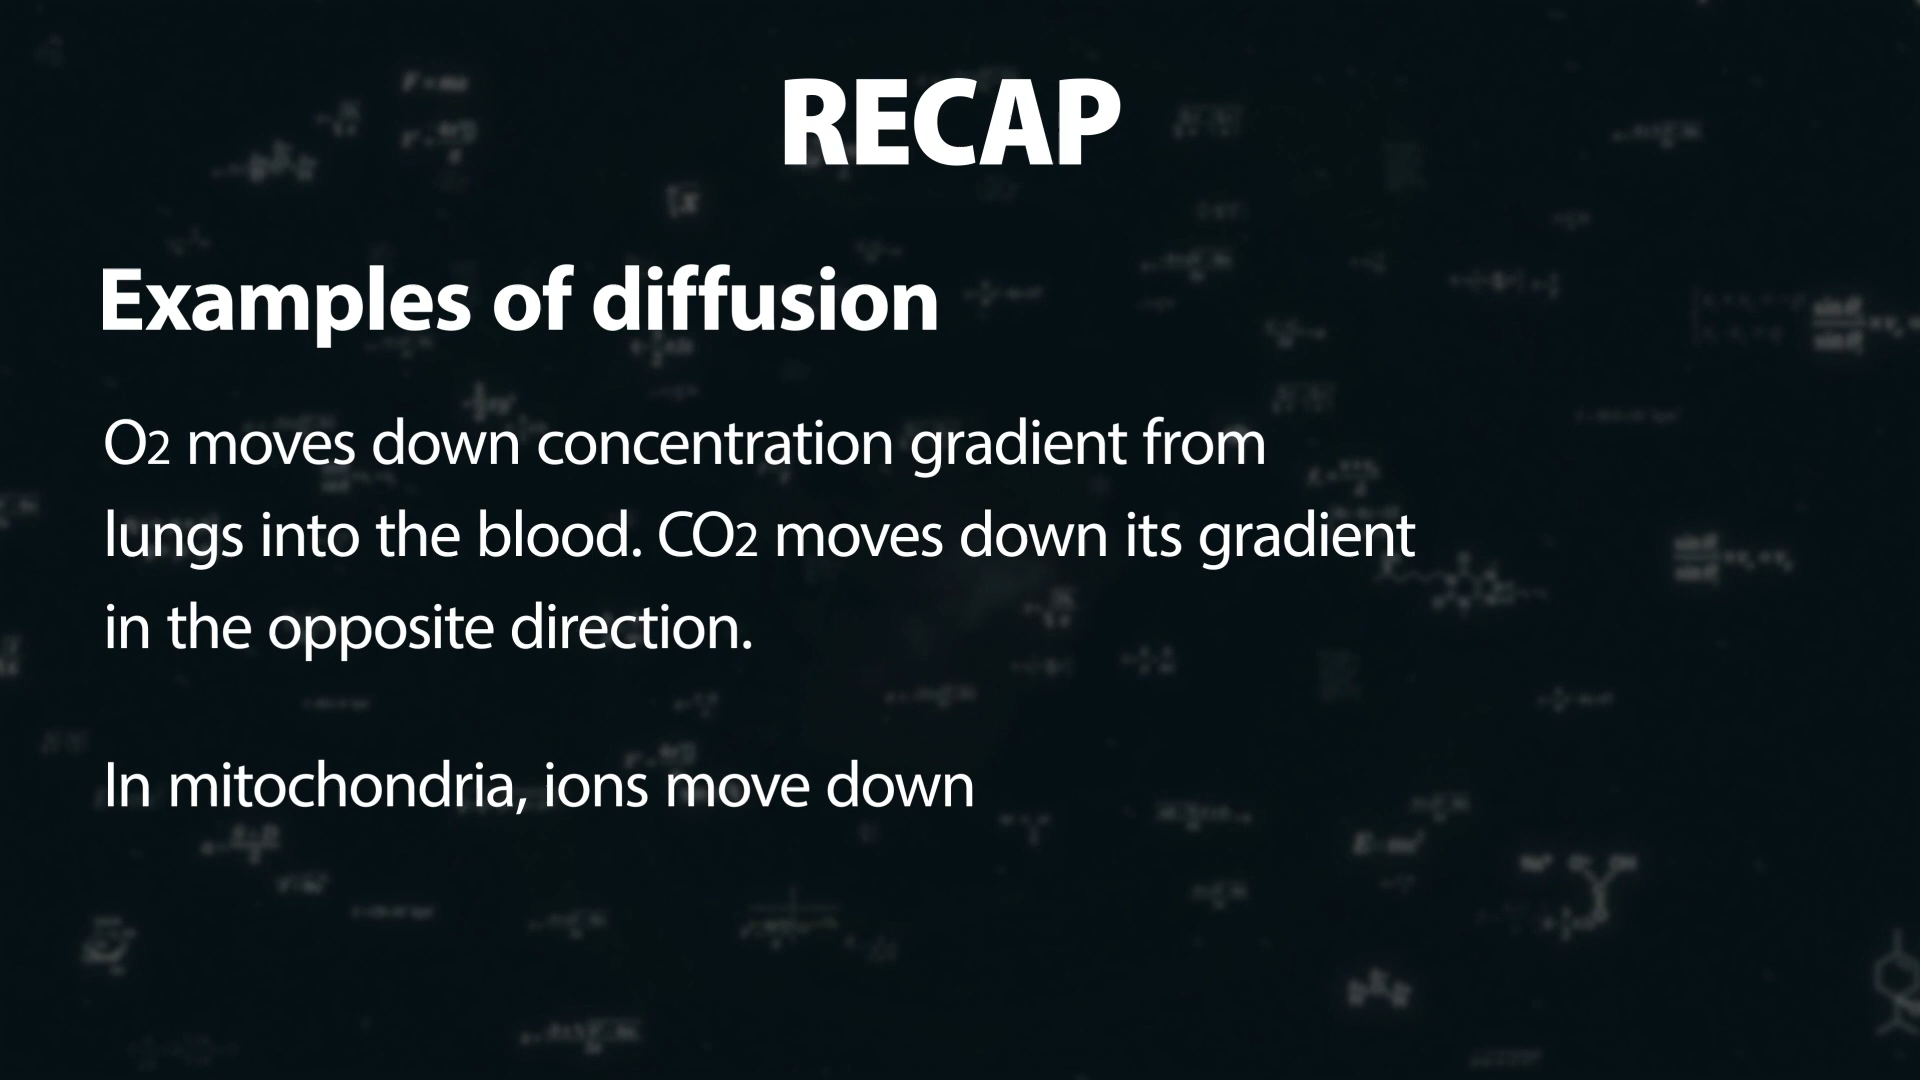 RECAP
Examples of diffusion
O2 moves down concentration gradient from
lungs into the blood. CO2 moves down its gradient
in the opposite direction.
In mitochondria, ions move down